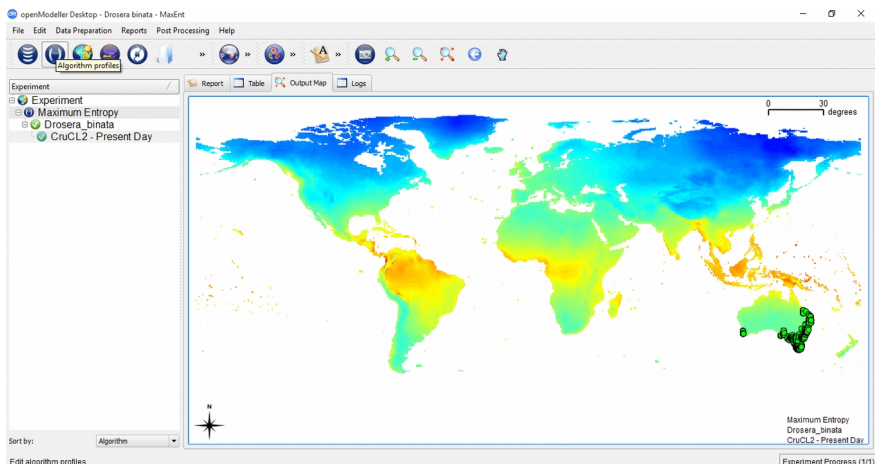 openModeller Desktop - Drosera binata - MaxEnt
File Edit Data Preparation Reports Post Processing Help
» » » »
Algorithm profiles
Experiment
Report Table Output Map Logs
Experiment
Maximum Entropy
Drosera_binata
CruCL2 - Present Day
0 30
degrees
N
Maximum Entropy
Drosera_binata
CruCL2 - Present Day
Sort by: Algorithm
Edit algorithm profiles
Experiment Progress (1/1)